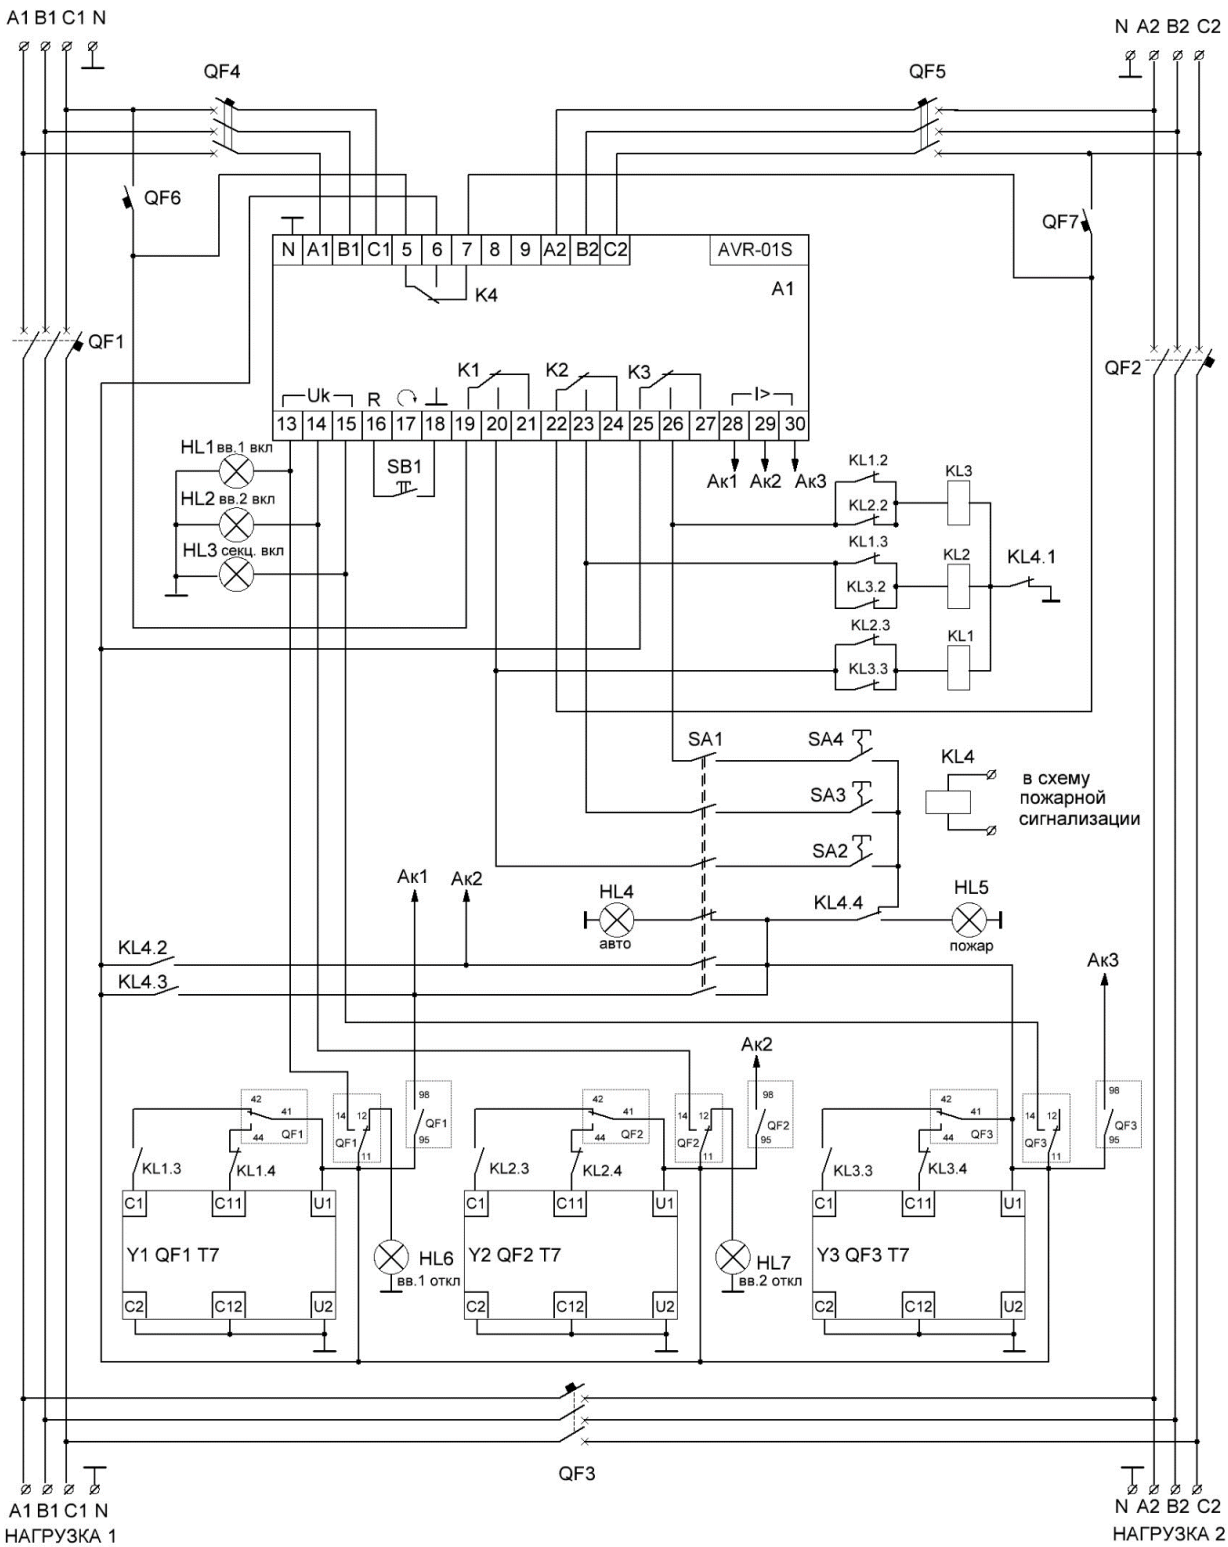 A1 B1 C1 N
N A2 B2 C2
QF4
QF5
QF6
QF7
N A1 B1 C1 5 6 7 8 9 A2 B2 C2
AVR-01S
A1
K4
QF1
QF2
K1
K2
K3
Uk
R
I>
13 14 15 16 17 18 19 20 21 22 23 24 25 26 27 28 29 30
HL1 вв.1 вкл
HL2 вв.2 вкл
HL3 секц. вкл
SB1
Ак1 Ак2 Ак3
KL1.2
KL3
KL2.2
KL1.3
KL2
KL4.1
KL3.2
KL2.3
KL1
KL3.3
SA1
SA4
SA3
SA2
KL4
в схему
пожарной
сигнализации
Ак1 Ак2
HL4
авто
KL4.4
HL5
пожар
KL4.2
KL4.3
Ак3
Ак2
42
41
44
QF1
14 12
QF1
11
98
QF1
95
42
41
44
QF2
14 12
QF2
11
98
QF2
95
42
41
44
QF3
14 12
QF3
11
98
QF3
95
KL1.3
KL1.4
KL2.3
KL2.4
KL3.3
KL3.4
C1 C11 U1
C1 C11 U1
C1 C11 U1
Y1 QF1 T7
HL6
вв.1 откл
Y2 QF2 T7
HL7
вв.2 откл
Y3 QF3 T7
C2 C12 U2
C2 C12 U2
C2 C12 U2
QF3
A1 B1 C1 N
НАГРУЗКА 1
N A2 B2 C2
НАГРУЗКА 2